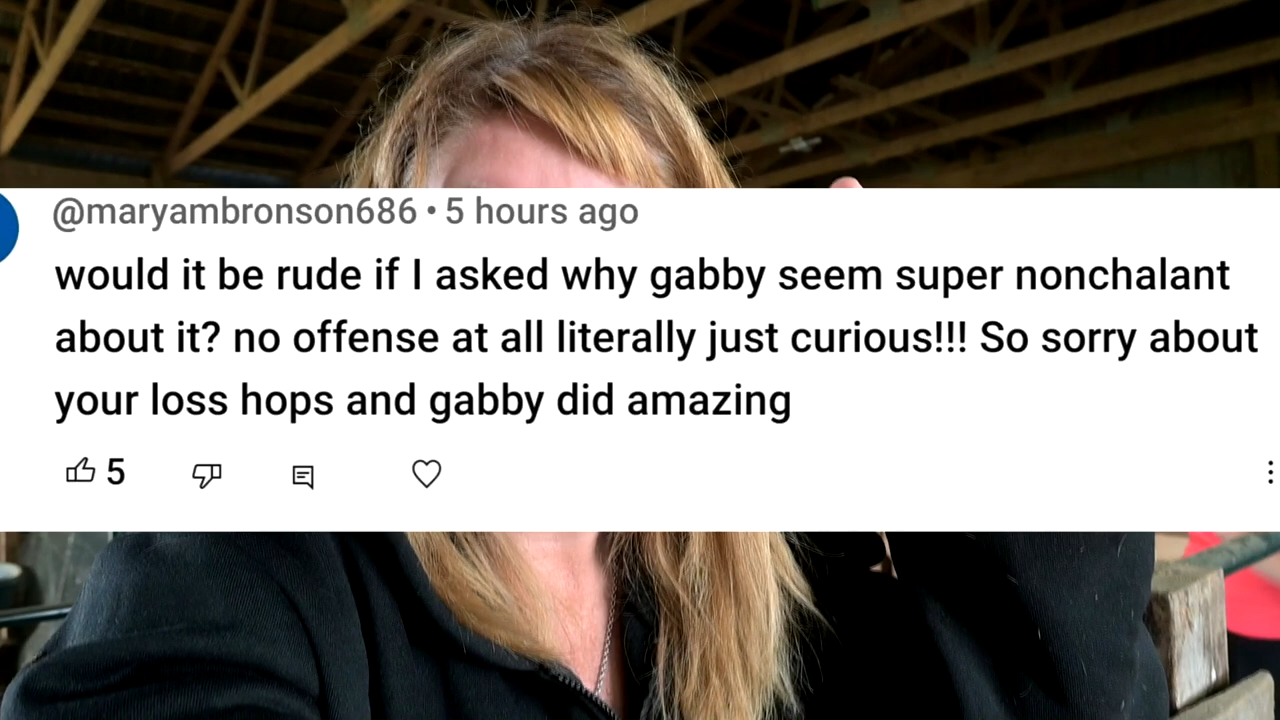 @maryambronson686 • 5 hours ago
would it be rude if I asked why gabby seem super nonchalant
about it? no offense at all literally just curious!!! So sorry about
your loss hops and gabby did amazing
5